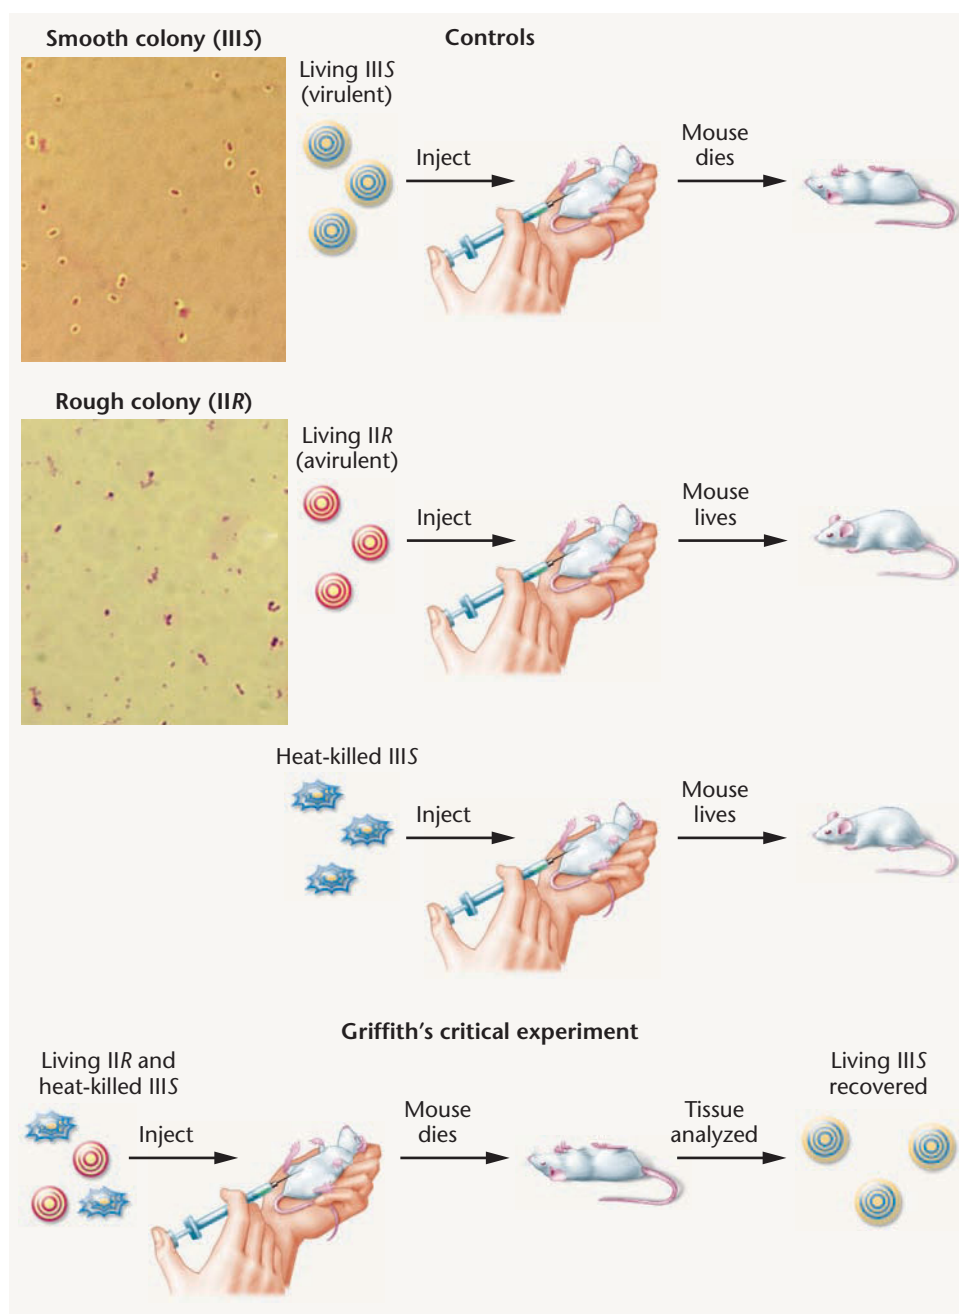 Smooth colony (IIIS)
Controls
Living IIIS
(virulent)
Inject
Mouse
dies
Rough colony (IIR)
Living IIR
(avirulent)
Inject
Mouse
lives
Heat-killed IIIS
Inject
Mouse
lives
Griffith's critical experiment
Living IIR and
heat-killed IIIS
Inject
Mouse
dies
Tissue
analyzed
Living IIIS
recovered